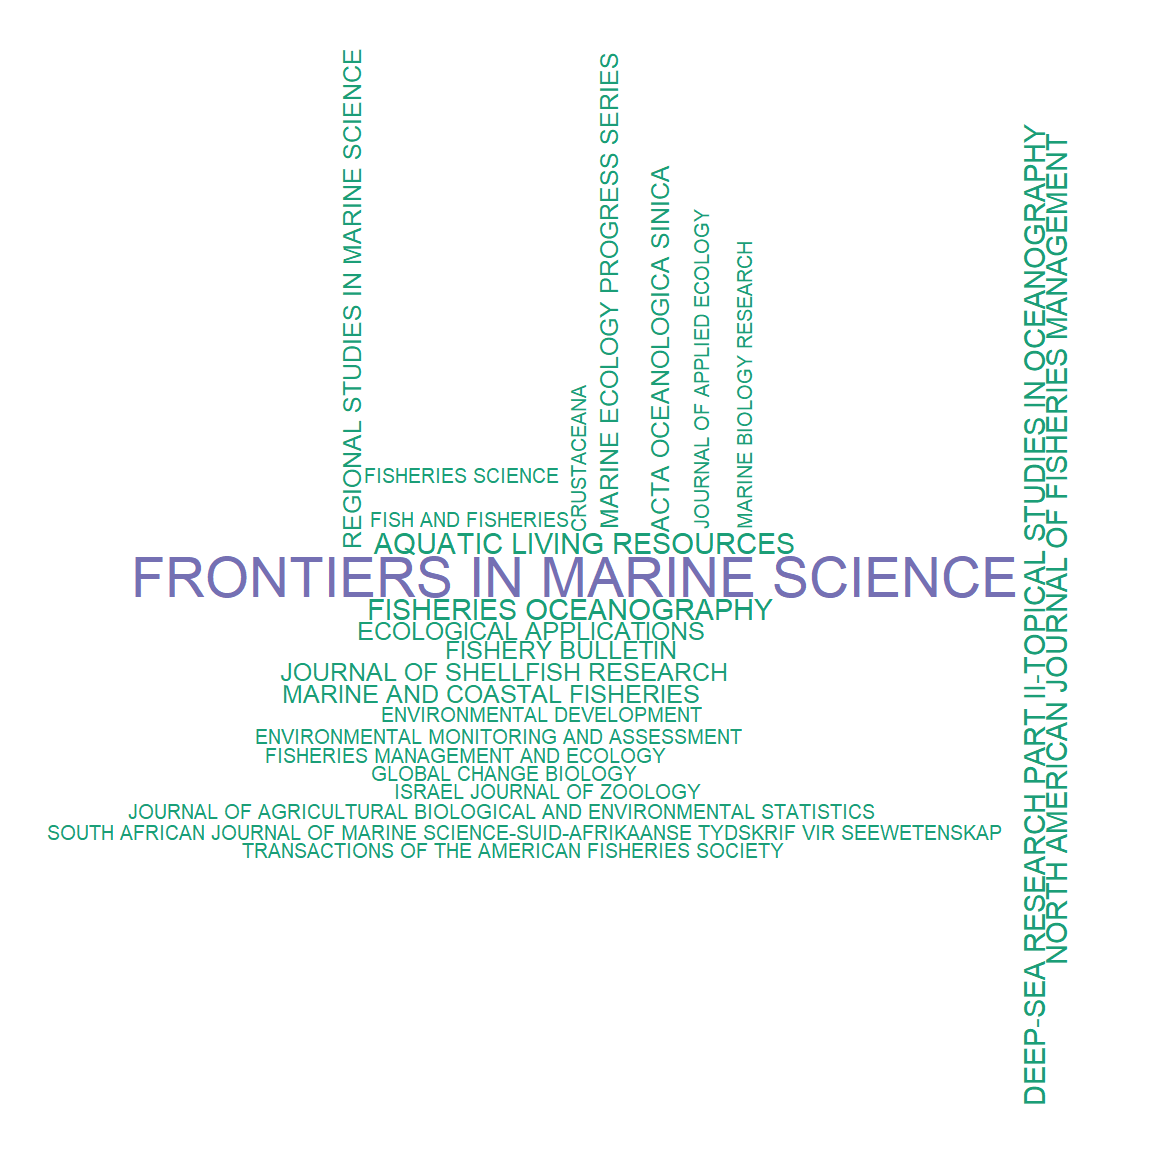 REGIONAL STUDIES IN MARINE SCIENCE
MARINE ECOLOGY PROGRESS SERIES
ACTA OCEANOLOGICA SINICA
JOURNAL OF APPLIED ECOLOGY
MARINE BIOLOGY RESEARCH
CRUSTACEANA
DEEP-SEA RESEARCH PART II-TOPICAL STUDIES IN OCEANOGRAPHY
NORTH AMERICAN JOURNAL OF FISHERIES MANAGEMENT
FISHERIES SCIENCE
FISH AND FISHERIES
AQUATIC LIVING RESOURCES
FRONTIERS IN MARINE SCIENCE
FISHERIES OCEANOGRAPHY
ECOLOGICAL APPLICATIONS
FISHERY BULLETIN
JOURNAL OF SHELLFISH RESEARCH
MARINE AND COASTAL FISHERIES
ENVIRONMENTAL DEVELOPMENT
ENVIRONMENTAL MONITORING AND ASSESSMENT
FISHERIES MANAGEMENT AND ECOLOGY
GLOBAL CHANGE BIOLOGY
ISRAEL JOURNAL OF ZOOLOGY
JOURNAL OF AGRICULTURAL BIOLOGICAL AND ENVIRONMENTAL STATISTICS
SOUTH AFRICAN JOURNAL OF MARINE SCIENCE-SUID-AFRIKAANSE TYDSKRIF VIR SEEWETENSKAP
TRANSACTIONS OF THE AMERICAN FISHERIES SOCIETY